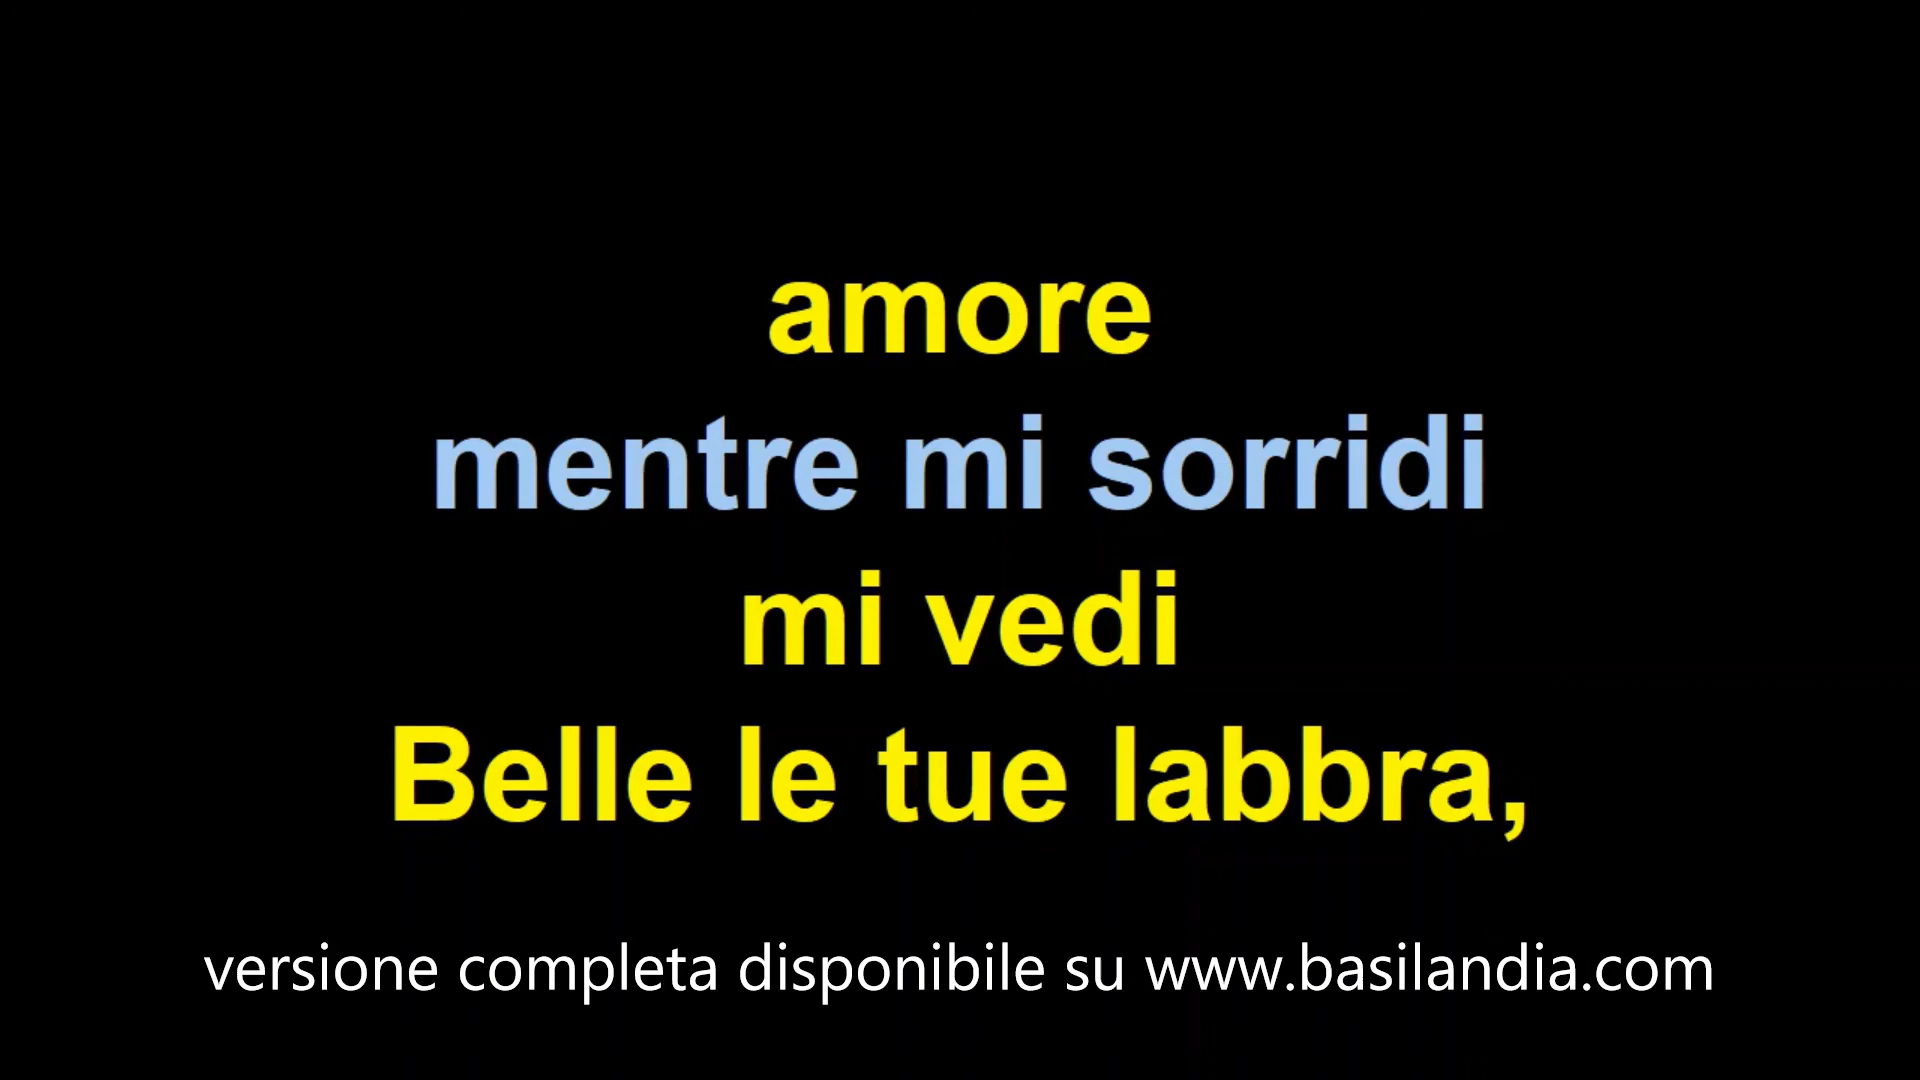 amore
mentre mi sorridi
mi vedi
Belle le tue labbra,
versione completa disponibile su www.basilandia.com